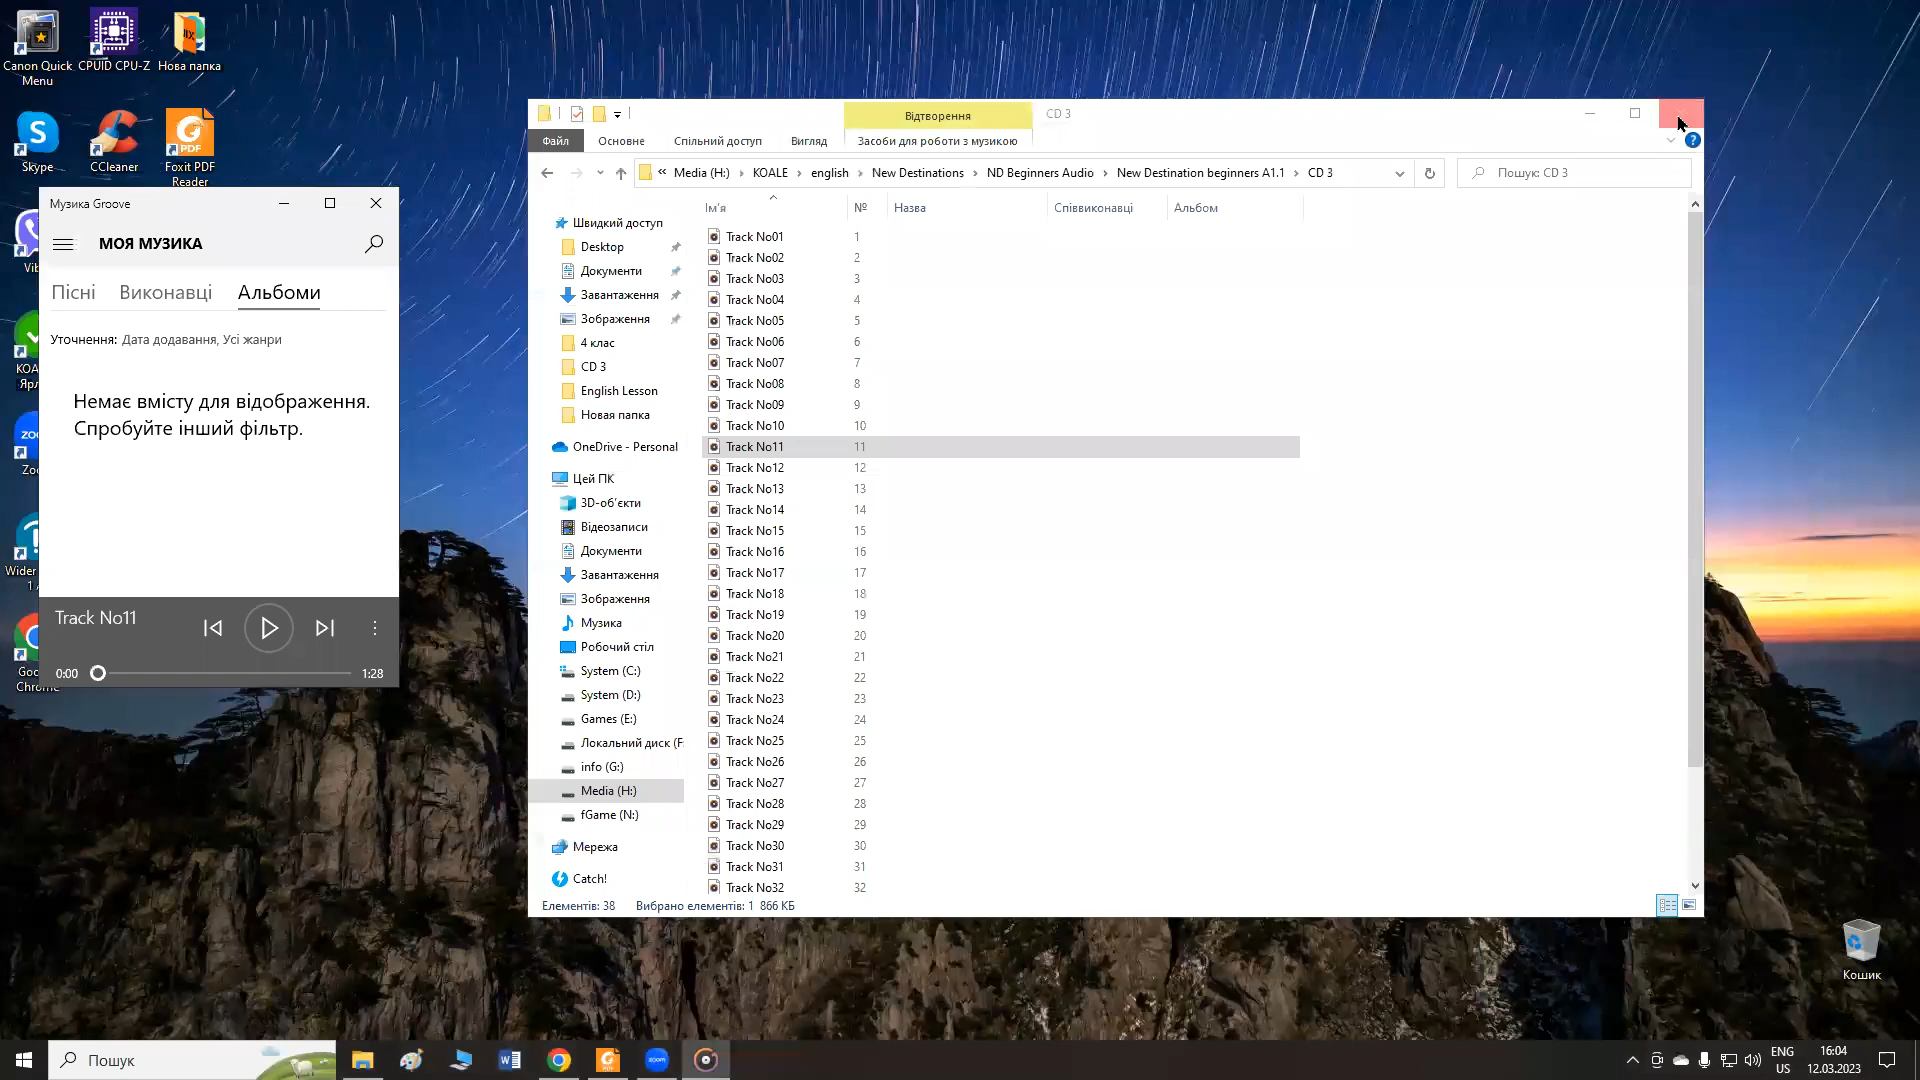 Canon Quick
Menu
CPUID CPU-Z
Нова папка
Skype
CCleaner
Foxit PDF
Reader
Музика Groove
МОЯ МУЗИКА
Пісні
Виконавці
Альбоми
Уточнення: Дата додавання, Усі жанри
Немає вмісту для відображення.
Спробуйте інший фільтр.
Track No11
0:00
1:28
Відтворення
CD 3
Файл
Основне
Спільний доступ
Вигляд
Засоби для роботи з музикою
« Media (H:) › KOALE › english › New Destinations › ND Beginners Audio › New Destination beginners A1.1 › CD 3
Пошук: CD 3
Швидкий доступ
Desktop
Документи
Завантаження
Зображення
4 клас
CD 3
English Lesson
Новая папка
OneDrive - Personal
Цей ПК
3D-об'єкти
Відеозаписи
Документи
Завантаження
Зображення
Музика
Робочий стіл
System (C:)
System (D:)
Games (E:)
Локальний диск (F
info (G:)
Media (H:)
fGame (N:)
Мережа
Catch!
Ім'я № Назва Співвиконавці Альбом
Track No01 1
Track No02 2
Track No03 3
Track No04 4
Track No05 5
Track No06 6
Track No07 7
Track No08 8
Track No09 9
Track No10 10
Track No11 11
Track No12 12
Track No13 13
Track No14 14
Track No15 15
Track No16 16
Track No17 17
Track No18 18
Track No19 19
Track No20 20
Track No21 21
Track No22 22
Track No23 23
Track No24 24
Track No25 25
Track No26 26
Track No27 27
Track No28 28
Track No29 29
Track No30 30
Track No31 31
Track No32 32
Елементів: 38
Вибрано елементів: 1 866 КБ
Кошик
Пошук
zoom
ENG
US
16:04
12.03.2023